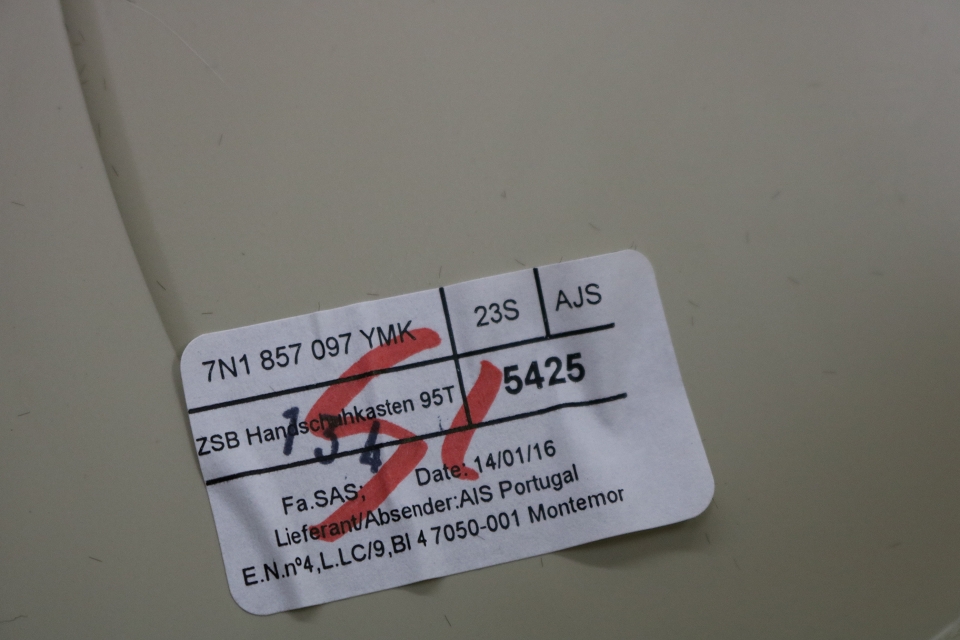 7N1 857 097 YMK 23S AJS
ZSB Handschuhkasten 95T 5425
134
51
Fa.SAS; Date: 14/01/16
Lieferant/Absender:AIS Portugal
E.N.nº4,L.LC/9,Bl 4 7050-001 Montemor